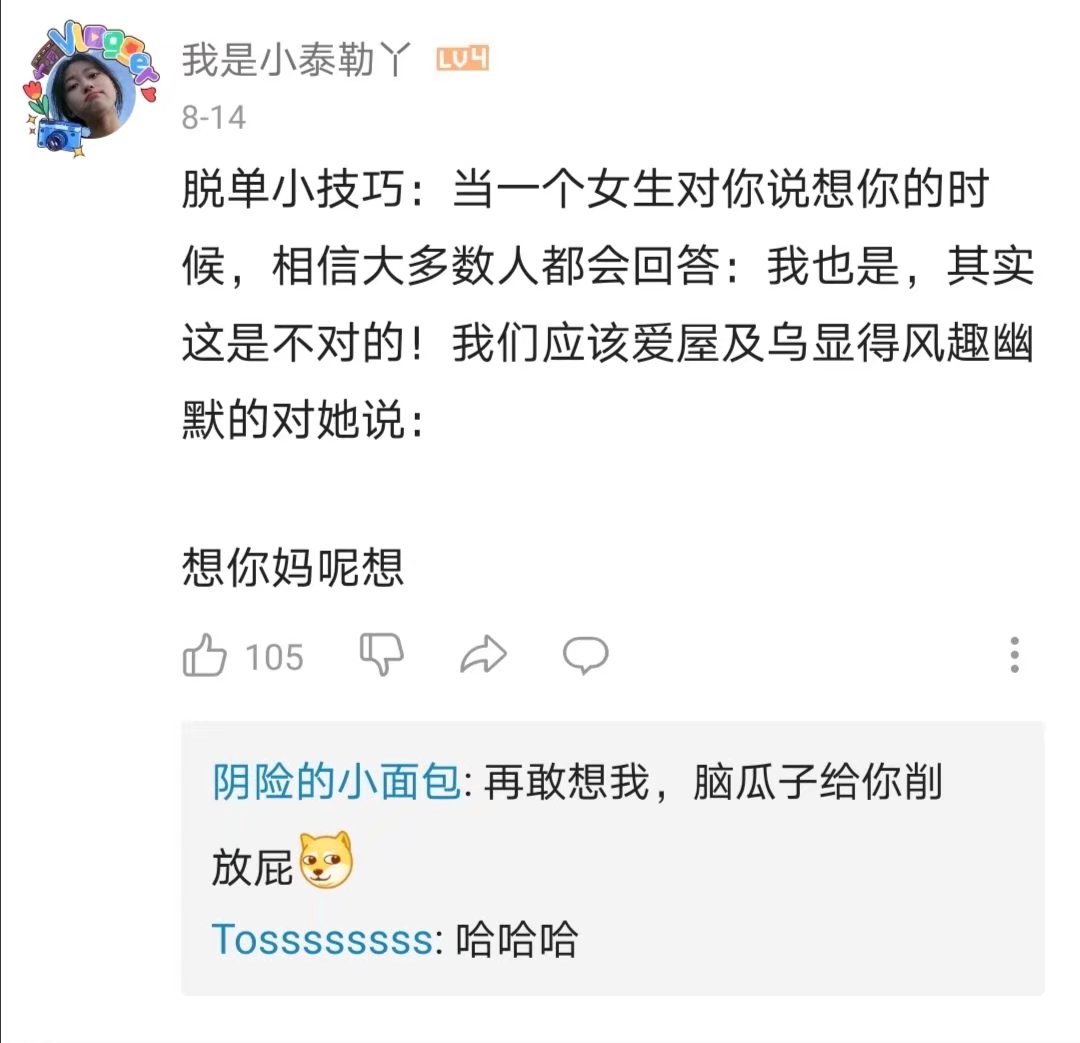 Vlogger
我是小泰勒丫 LV4
8-14
脱单小技巧：当一个女生对你说想你的时
候，相信大多数人都会回答：我也是，其实
这是不对的！我们应该爱屋及乌显得风趣幽
默的对她说：
想你妈呢想
105
阴险的小面包: 再敢想我，脑瓜子给你削
放屁
Tosssssssss: 哈哈哈